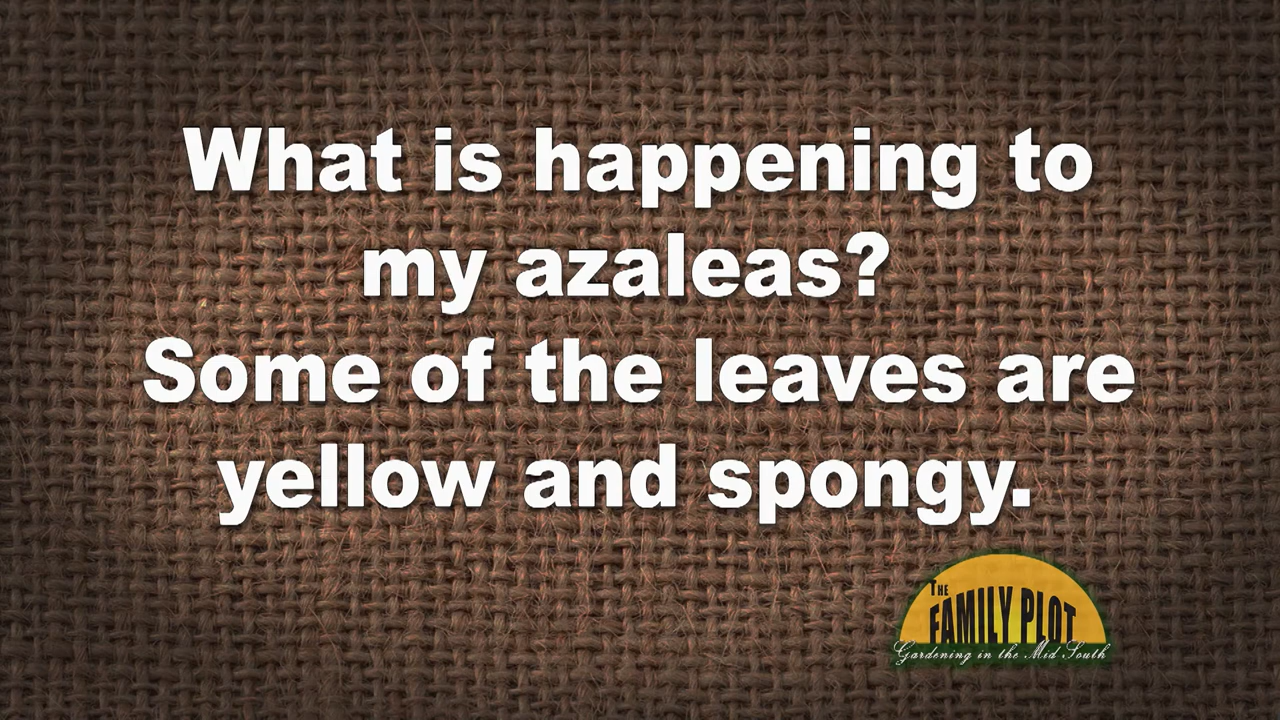 What is happening to
my azaleas?
Some of the leaves are
yellow and spongy.
THE
FAMILY PLOT
Gardening in the Mid South